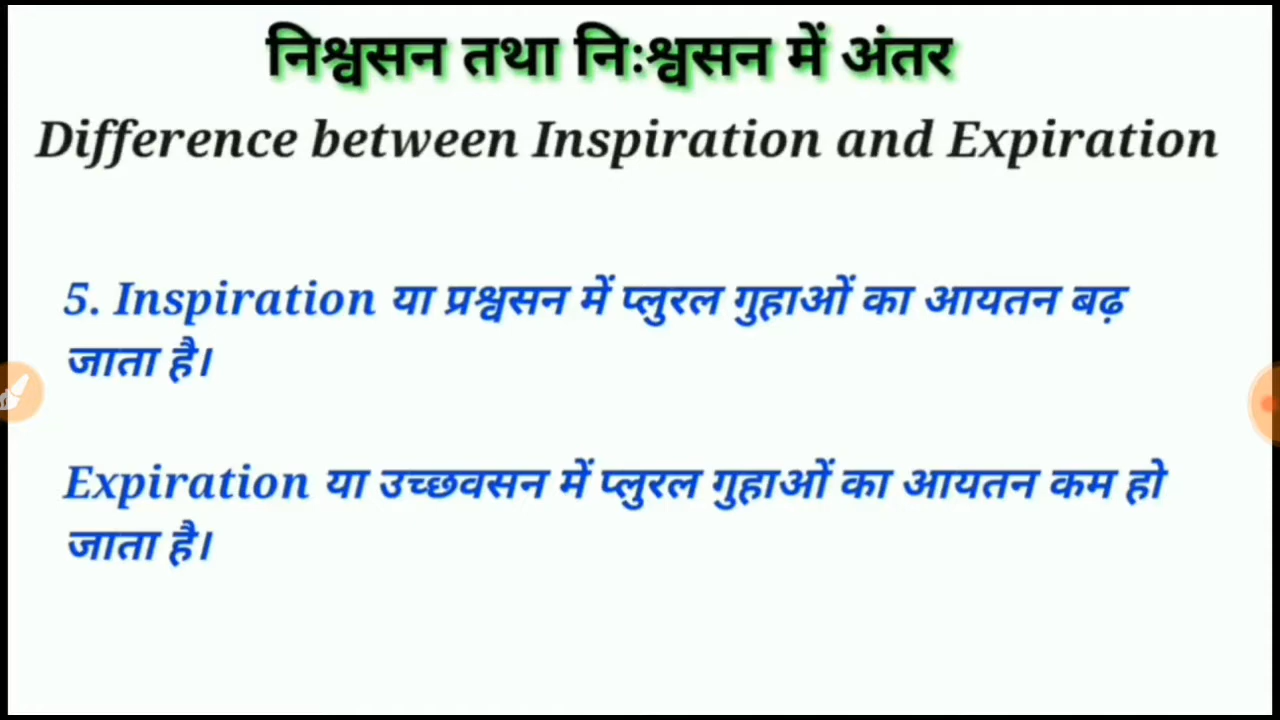 निश्वसन तथा निःश्वसन में अंतर
Difference between Inspiration and Expiration
5. Inspiration या प्रश्वसन में प्लुरल गुहाओं का आयतन बढ़
जाता है।
Expiration या उच्छवसन में प्लुरल गुहाओं का आयतन कम हो
जाता है।